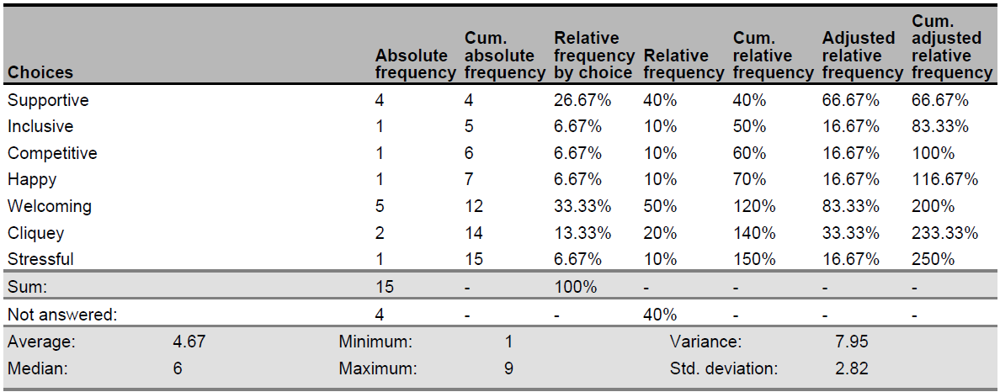 Choices Absolute frequency Cum. absolute frequency Relative frequency by choice Relative frequency Cum. relative frequency Adjusted relative frequency Cum. adjusted relative frequency
Supportive 4 4 26.67% 40% 40% 66.67% 66.67%
Inclusive 1 5 6.67% 10% 50% 16.67% 83.33%
Competitive 1 6 6.67% 10% 60% 16.67% 100%
Happy 1 7 6.67% 10% 70% 16.67% 116.67%
Welcoming 5 12 33.33% 50% 120% 83.33% 200%
Cliquey 2 14 13.33% 20% 140% 33.33% 233.33%
Stressful 1 15 6.67% 10% 150% 16.67% 250%
Sum: 15 - 100% - - - -
Not answered: 4 - - 40% - - -
Average: 4.67 Minimum: 1 Variance: 7.95
Median: 6 Maximum: 9 Std. deviation: 2.82